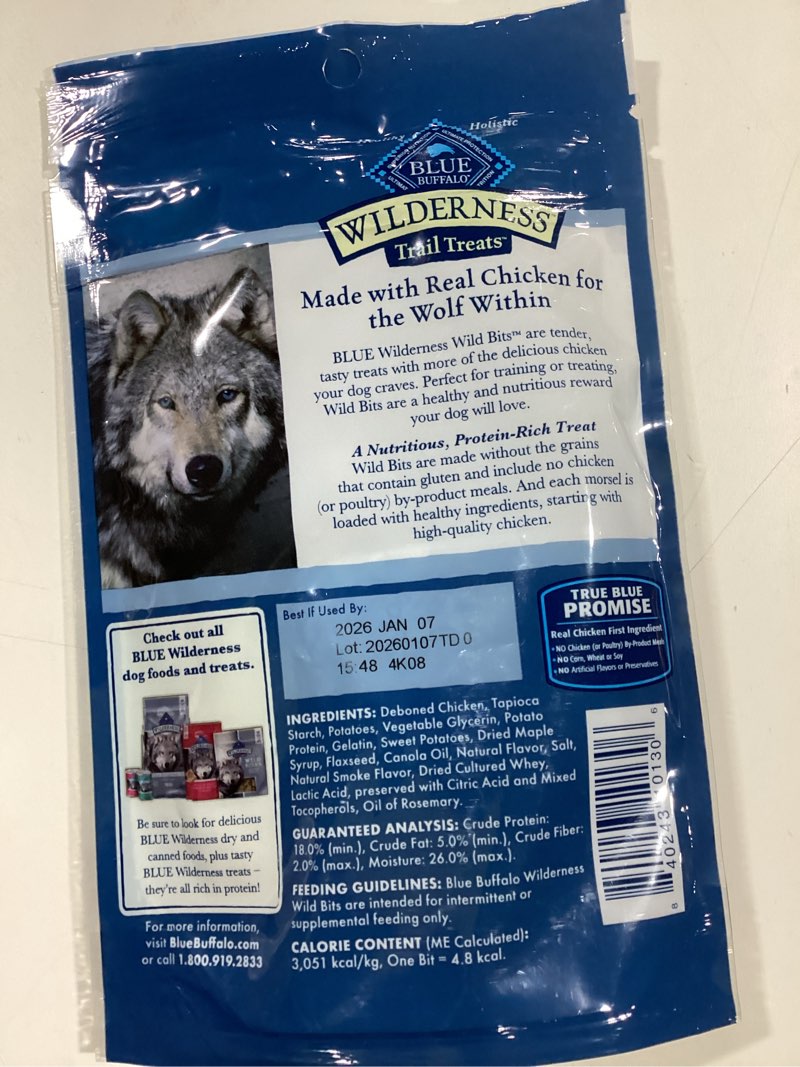 Holistic
BLUE
BUFFALO
WILDERNESS
Trail Treats™
Made with Real Chicken for
the Wolf Within
BLUE Wilderness Wild Bits™ are tender,
tasty treats with more of the delicious chicken
your dog craves. Perfect for training or treating,
Wild Bits are a healthy and nutritious reward
your dog will love.
A Nutritious, Protein-Rich Treat
Wild Bits are made without the grains
that contain gluten and include no chicken
(or poultry) by-product meals. And each morsel is
loaded with healthy ingredients, starting with
high-quality chicken.
Check out all
BLUE Wilderness
dog foods and treats.
Be sure to look for delicious
BLUE Wilderness dry and
canned foods, plus tasty
BLUE Wilderness treats –
they're all rich in protein!
For more information,
visit BlueBuffalo.com
or call 1.800.919.2833
Best If Used By:
2026 JAN 07
Lot: 20260107TD 0
15:48 4K08
TRUE BLUE
PROMISE
Real Chicken First Ingredient
• NO Chicken (or Poultry) By-Product Meals
• NO Corn, Wheat or Soy
• NO Artificial Flavors or Preservatives
INGREDIENTS: Deboned Chicken, Tapioca
Starch, Potatoes, Vegetable Glycerin, Potato
Protein, Gelatin, Sweet Potatoes, Dried Maple
Syrup, Flaxseed, Canola Oil, Natural Flavor, Salt,
Natural Smoke Flavor, Dried Cultured Whey,
Lactic Acid, preserved with Citric Acid and Mixed
Tocopherols, Oil of Rosemary.
GUARANTEED ANALYSIS: Crude Protein:
18.0% (min.), Crude Fat: 5.0% (min.), Crude Fiber:
2.0% (max.), Moisture: 26.0% (max.).
FEEDING GUIDELINES: Blue Buffalo Wilderness
Wild Bits are intended for intermittent or
supplemental feeding only.
CALORIE CONTENT (ME Calculated):
3,051 kcal/kg, One Bit = 4.8 kcal.
8 40243 10130 6